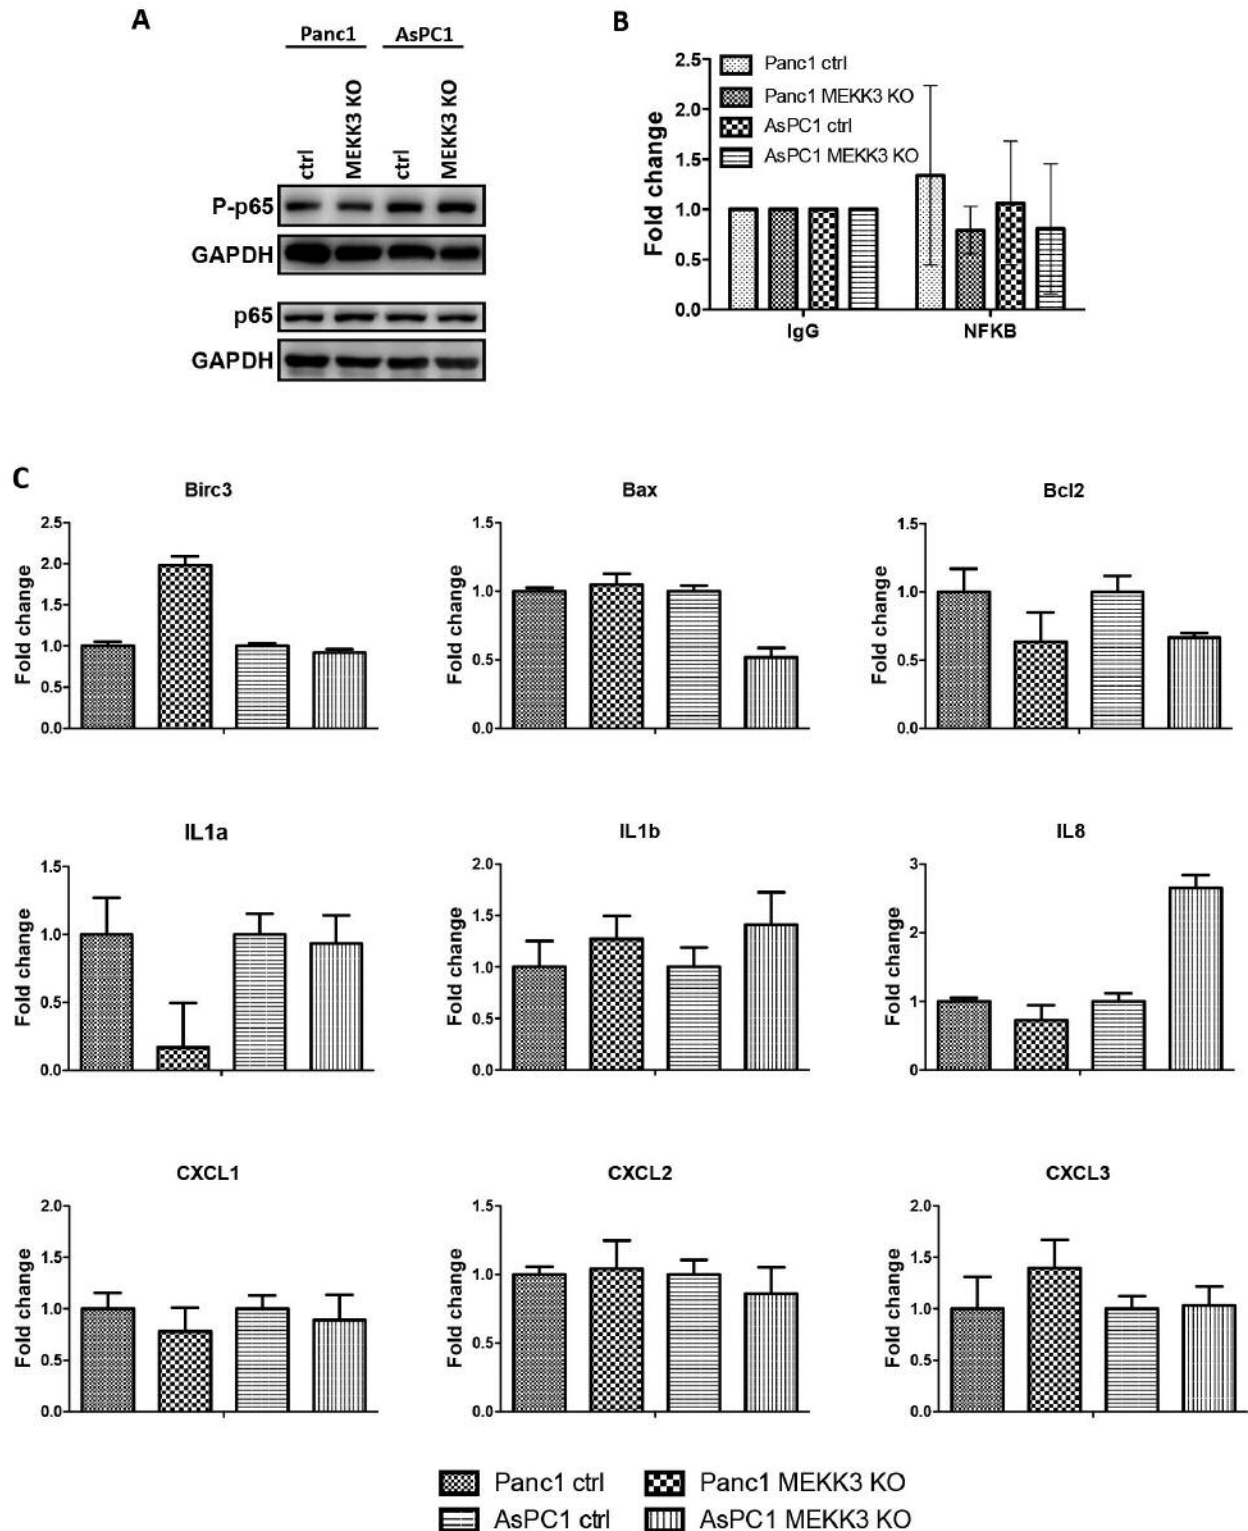 A
Panc1 AsPC1
ctrl MEKK3 KO ctrl MEKK3 KO
P-p65
GAPDH
p65
GAPDH
B
Fold change
2.5
2.0
1.5
1.0
0.5
0.0
Panc1 ctrl
Panc1 MEKK3 KO
AsPC1 ctrl
AsPC1 MEKK3 KO
IgG NFKB
C
Birc3
Fold change
2.5
2.0
1.5
1.0
0.5
0.0
Bax
Fold change
1.5
1.0
0.5
0.0
Bcl2
Fold change
1.5
1.0
0.5
0.0
IL1a
Fold change
1.5
1.0
0.5
0.0
IL1b
Fold change
2.0
1.5
1.0
0.5
0.0
IL8
Fold change
3
2
1
0
CXCL1
Fold change
2.0
1.5
1.0
0.5
0.0
CXCL2
Fold change
1.5
1.0
0.5
0.0
CXCL3
Fold change
2.0
1.5
1.0
0.5
0.0
Panc1 ctrl Panc1 MEKK3 KO
AsPC1 ctrl AsPC1 MEKK3 KO